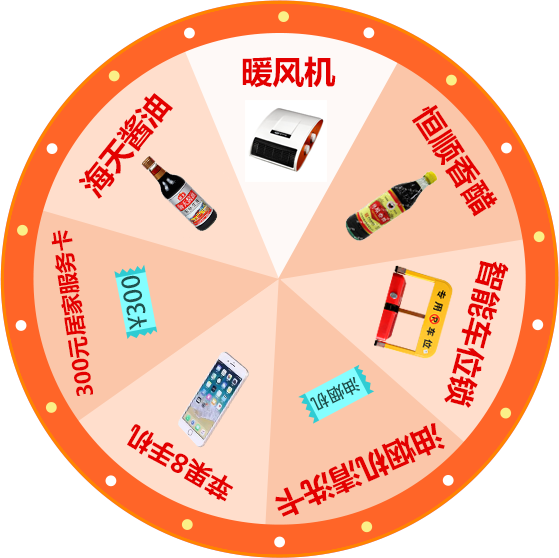 暖风机
恒顺香醋
智能车位锁
专用 车位
油烟机清洗卡
油烟机
苹果8手机
300元居家服务卡
¥300
海天酱油